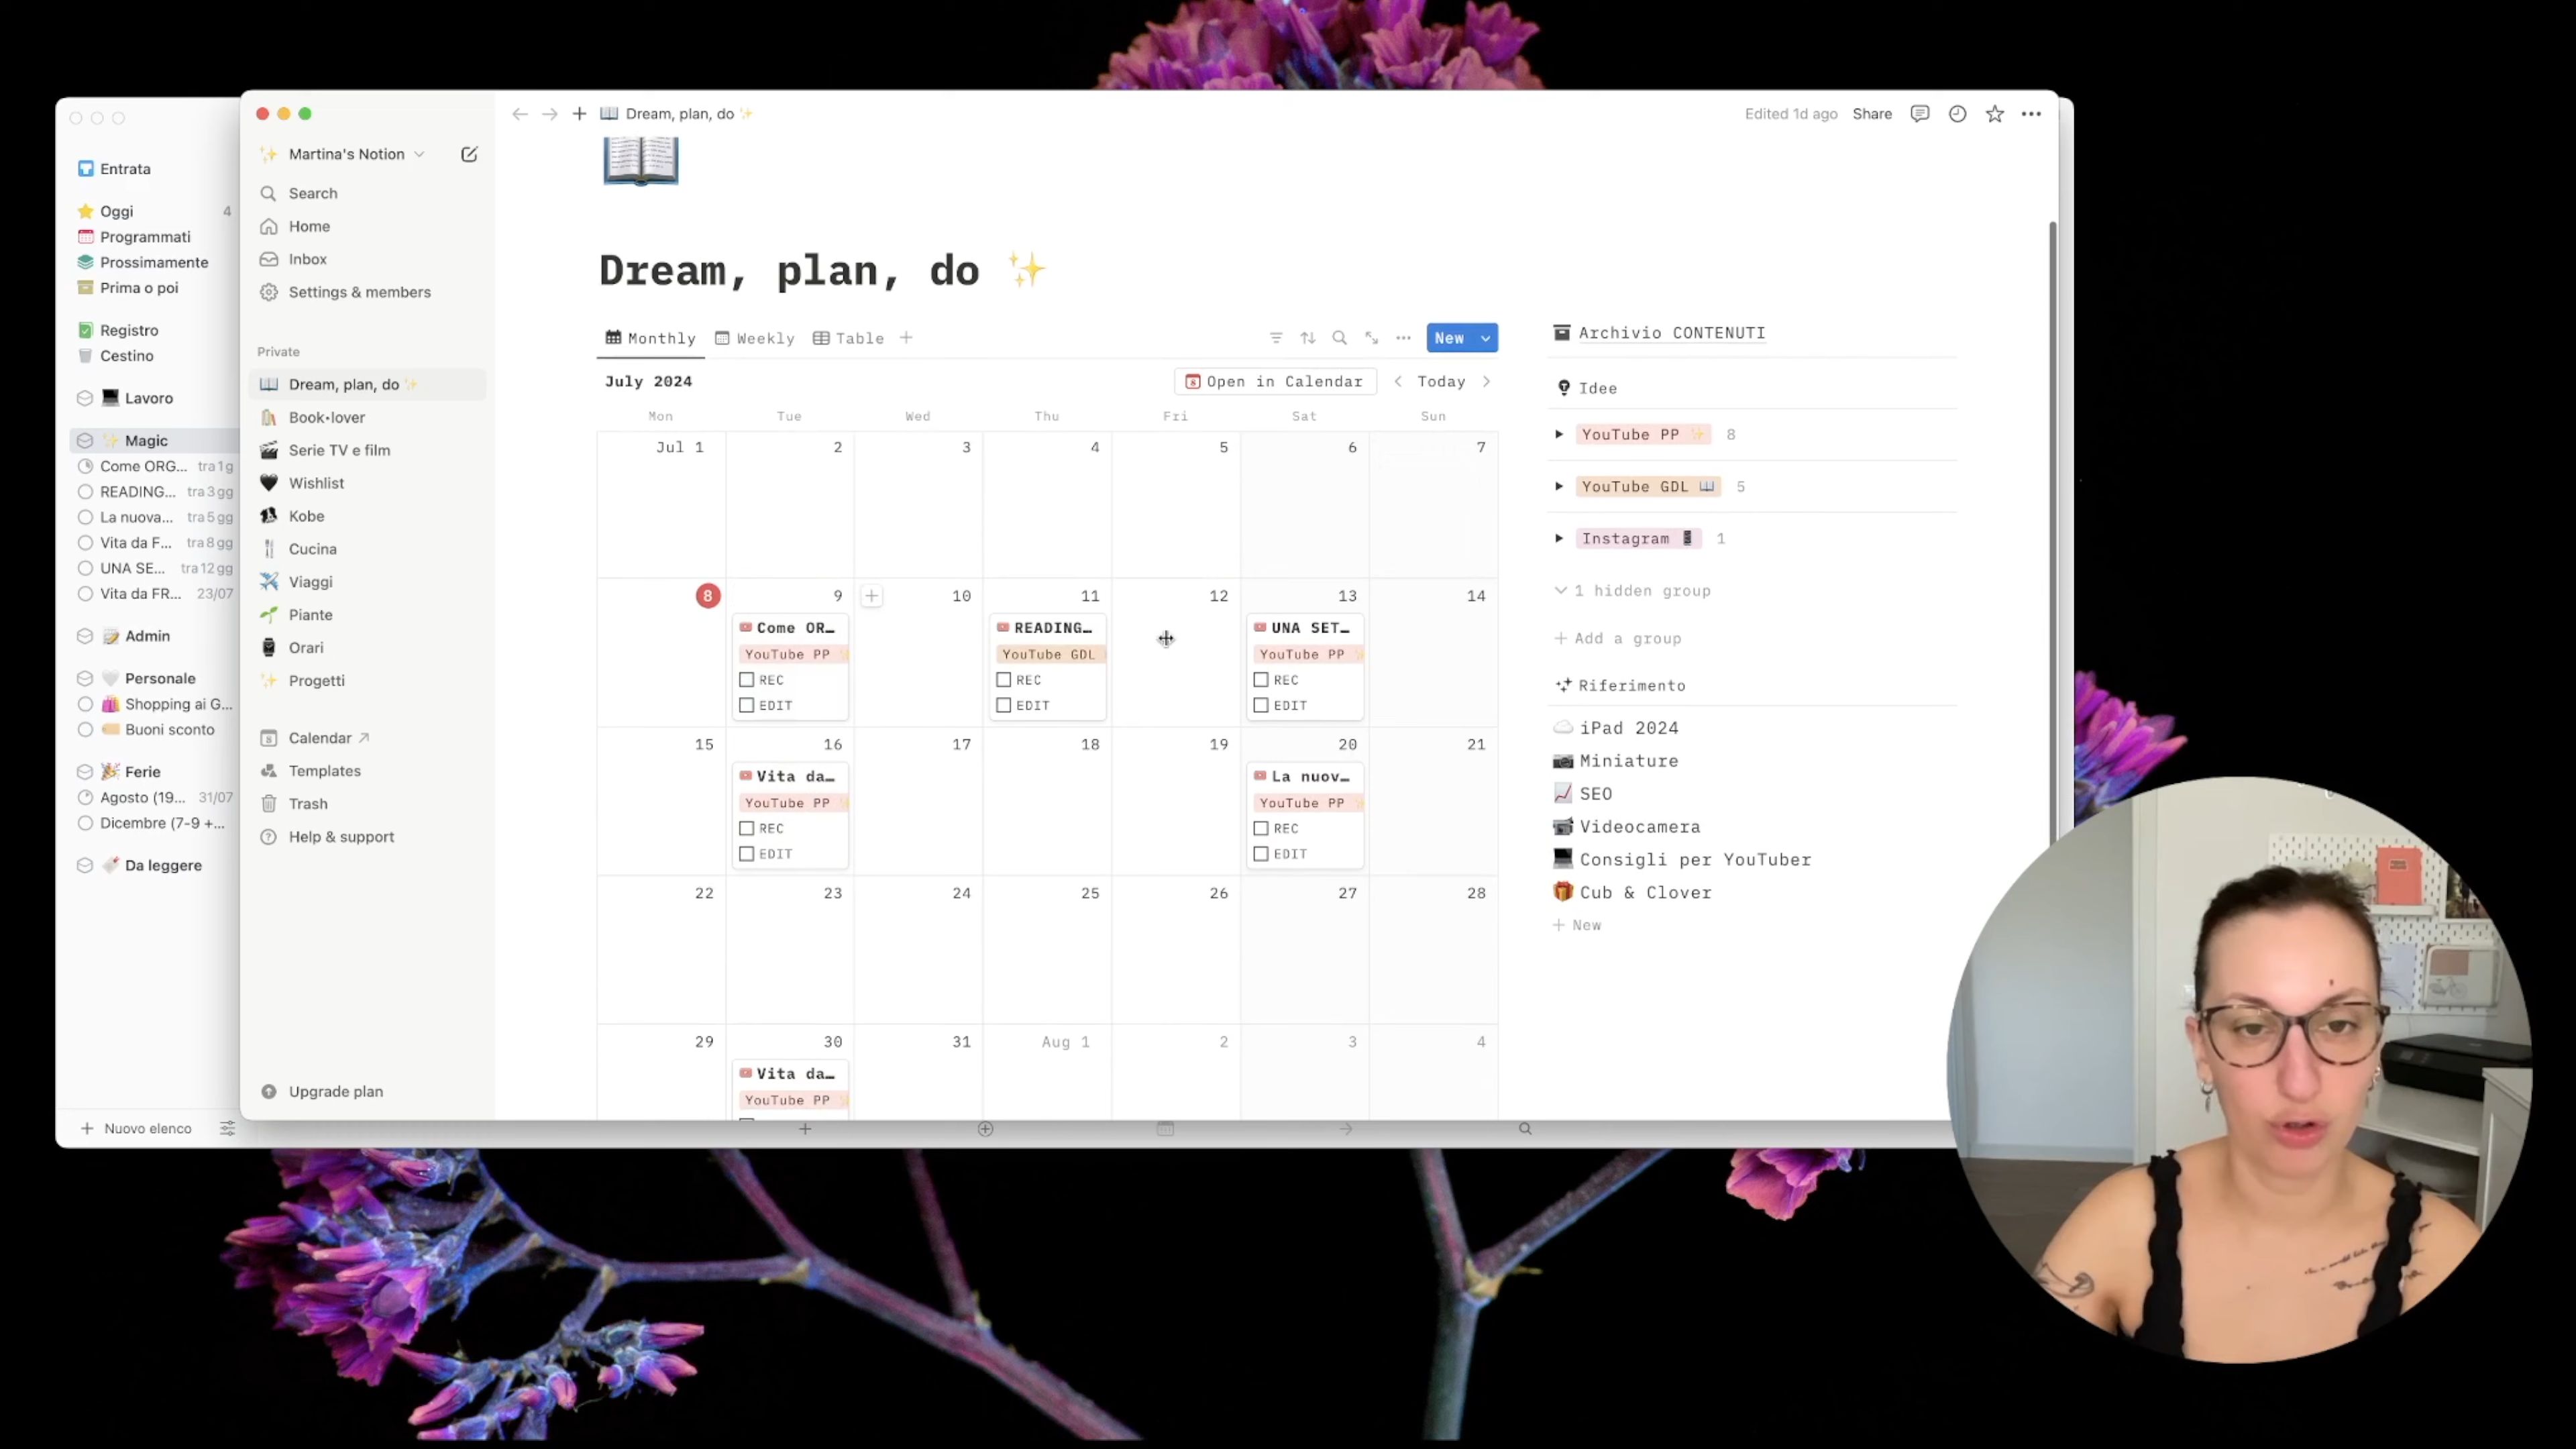 Entrata
Oggi 4
Programmati
Prossimamente
Prima o poi
Registro
Cestino
Lavoro
Magic
Come ORG... tra 1 g
READING... tra 3 gg
La nuova... tra 5 gg
Vita da F... tra 8 gg
UNA SE... tra 12 gg
Vita da FR... 23/07
Admin
Personale
Shopping ai G...
Buoni sconto
Ferie
Agosto (19... 31/07
Dicembre (7-9 +...
Da leggere
Nuovo elenco
Martina's Notion
Search
Home
Inbox
Settings & members
Private
Dream, plan, do
Book•lover
Serie TV e film
Wishlist
Kobe
Cucina
Viaggi
Piante
Orari
Progetti
Calendar
Templates
Trash
Help & support
Upgrade plan
Dream, plan, do
Edited 1d ago Share
Dream, plan, do
Monthly Weekly Table
New
July 2024
Open in Calendar Today
Mon Tue Wed Thu Fri Sat Sun
Jul 1 2 3 4 5 6 7
8 9 10 11 12 13 14
Come OR… READING… UNA SET…
YouTube PP YouTube GDL YouTube PP
REC REC REC
EDIT EDIT EDIT
15 16 17 18 19 20 21
Vita da… La nuov…
YouTube PP YouTube PP
REC REC
EDIT EDIT
22 23 24 25 26 27 28
29 30 31 Aug 1 2 3 4
Vita da…
YouTube PP
Archivio CONTENUTI
Idee
YouTube PP 8
YouTube GDL 5
Instagram 1
1 hidden group
+ Add a group
Riferimento
iPad 2024
Miniature
SEO
Videocamera
Consigli per YouTuber
Cub & Clover
+ New